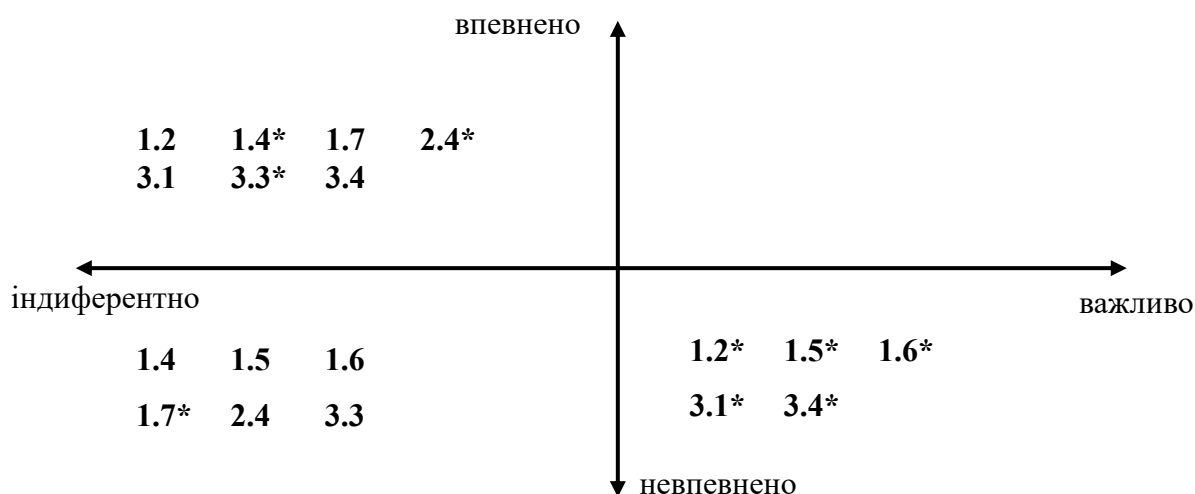 впевнено
1.2 1.4* 1.7 2.4*
3.1 3.3* 3.4
індиферентно
важливо
1.4 1.5 1.6
1.7* 2.4 3.3
1.2* 1.5* 1.6*
3.1* 3.4*
невпевнено